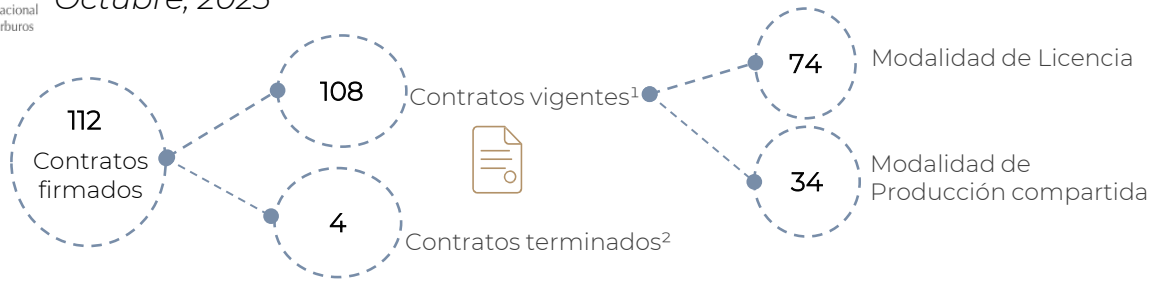 acional
rburos
Octubre, 2023
112
Contratos
firmados
108
Contratos vigentes¹
4
Contratos terminados²
74
Modalidad de Licencia
34
Modalidad de
Producción compartida